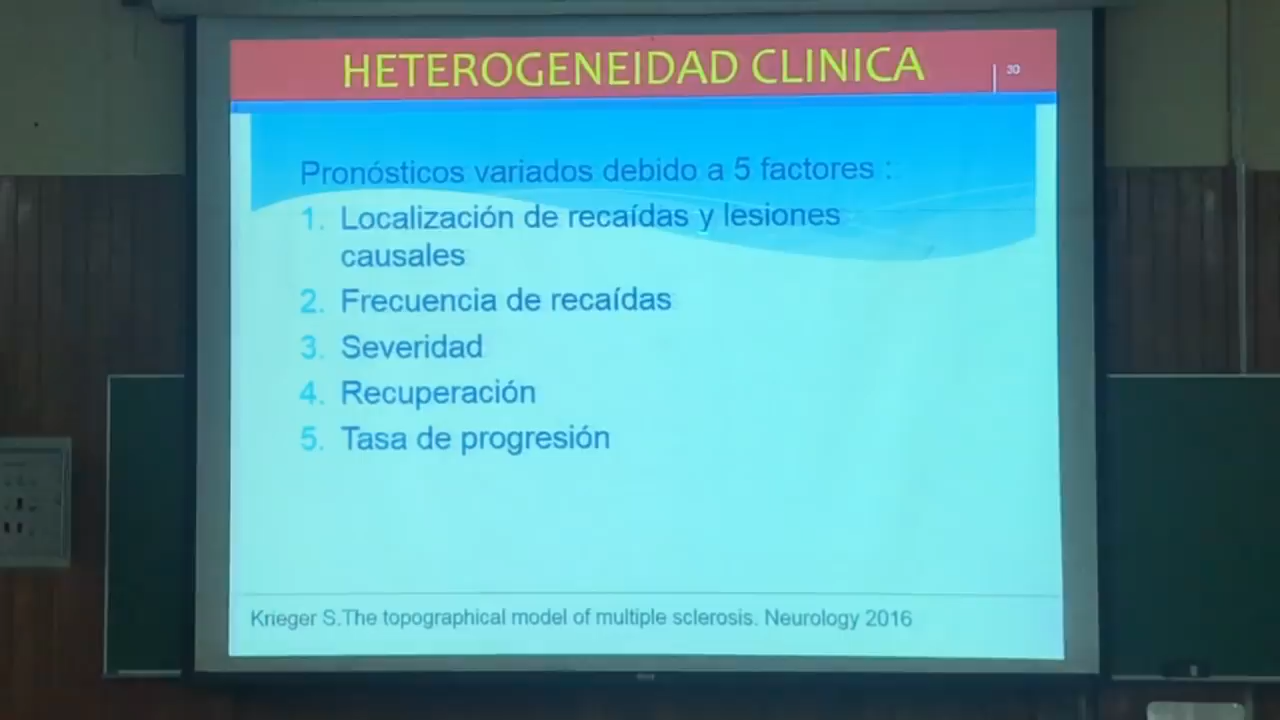 HETEROGENEIDAD CLINICA
30
Pronósticos variados debido a 5 factores :
1. Localización de recaídas y lesiones
causales
2. Frecuencia de recaídas
3. Severidad
4. Recuperación
5. Tasa de progresión
Krieger S.The topographical model of multiple sclerosis. Neurology 2016